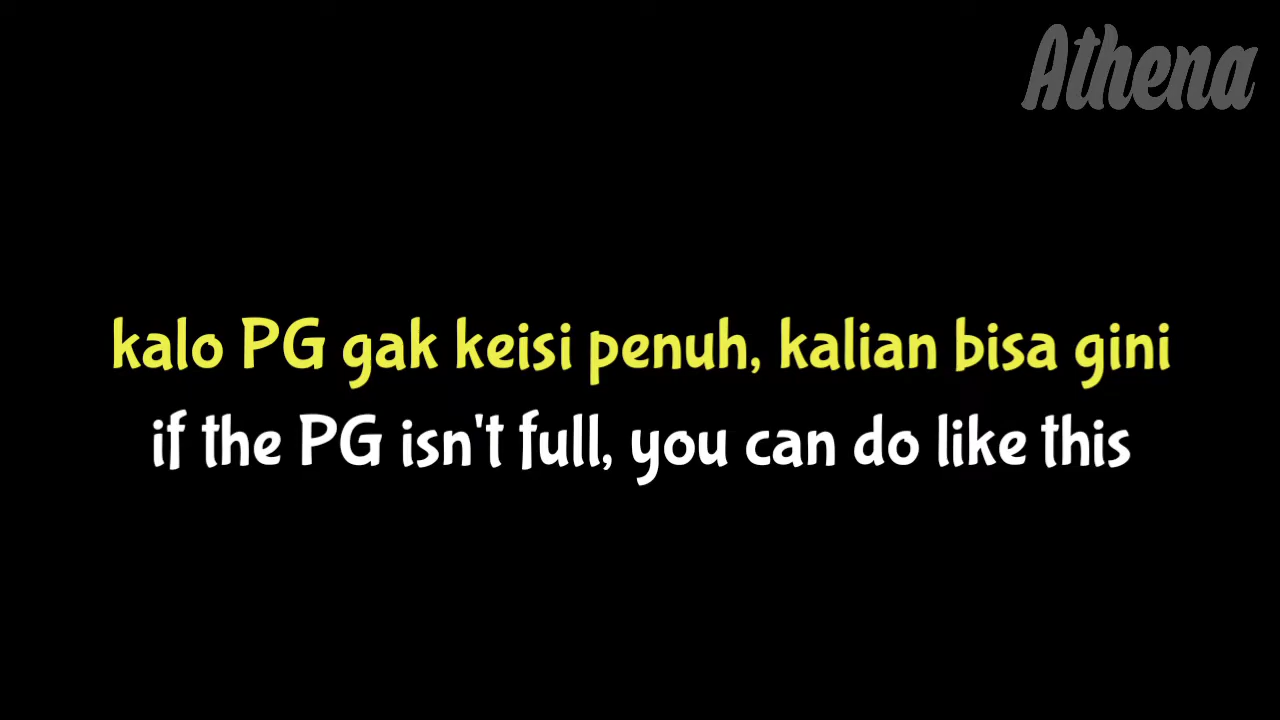 Athena
kalo PG gak keisi penuh, kalian bisa gini
if the PG isn't full, you can do like this